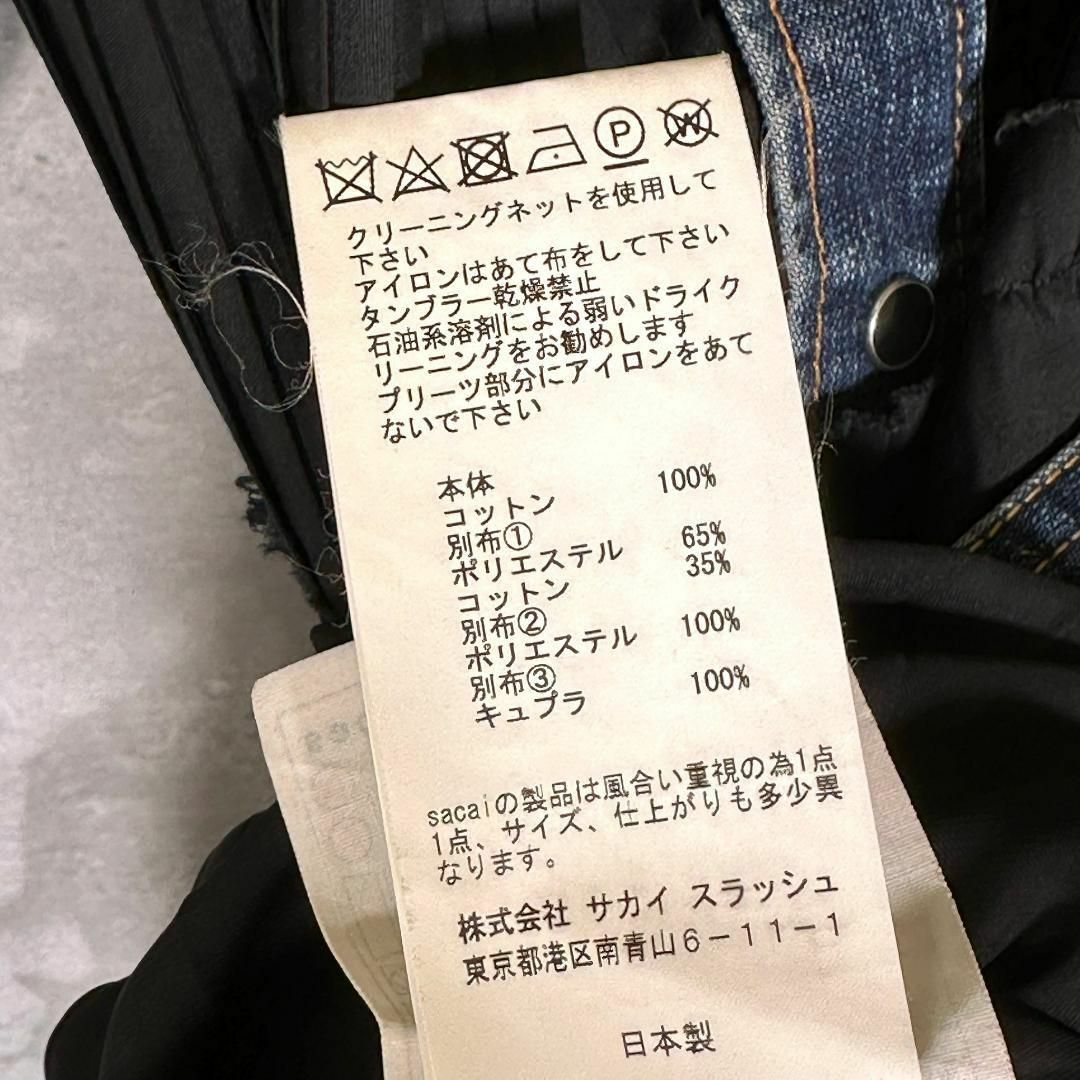 P W
クリーニングネットを使用して
下さい
アイロンはあて布をして下さい
タンブラー乾燥禁止
石油系溶剤による弱いドライク
リーニングをお勧めします
プリーツ部分にアイロンをあて
ないで下さい
本体
コットン 100%
別布①
ポリエステル 65%
コットン 35%
別布②
ポリエステル 100%
別布③
キュプラ 100%
sacaiの製品は風合い重視の為1点
1点、サイズ、仕上がりも多少異
なります。
株式会社 サカイ スラッシュ
東京都港区南青山6-11-1
日本製